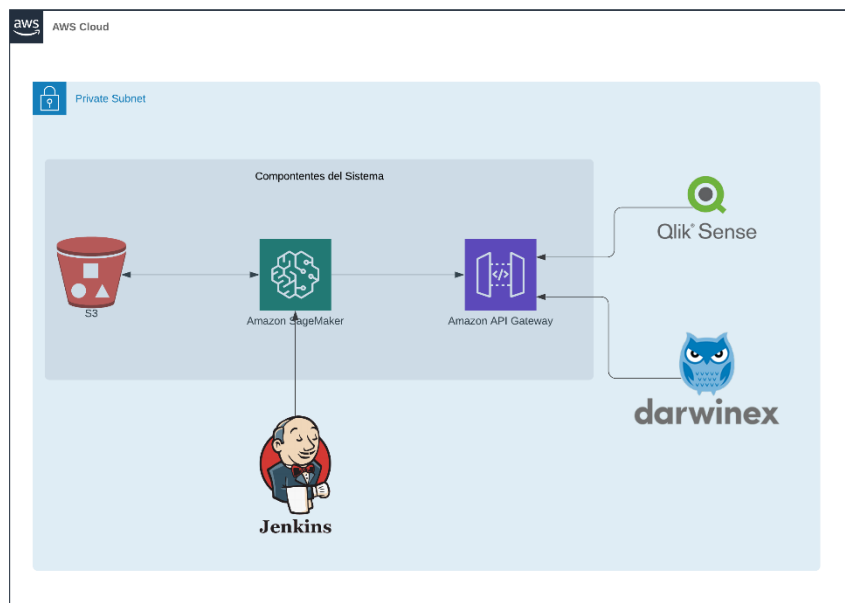 aws
AWS Cloud
Private Subnet
Compontentes del Sistema
Qlik® Sense
S3
Amazon SageMaker
Amazon API Gateway
darwinex
Jenkins